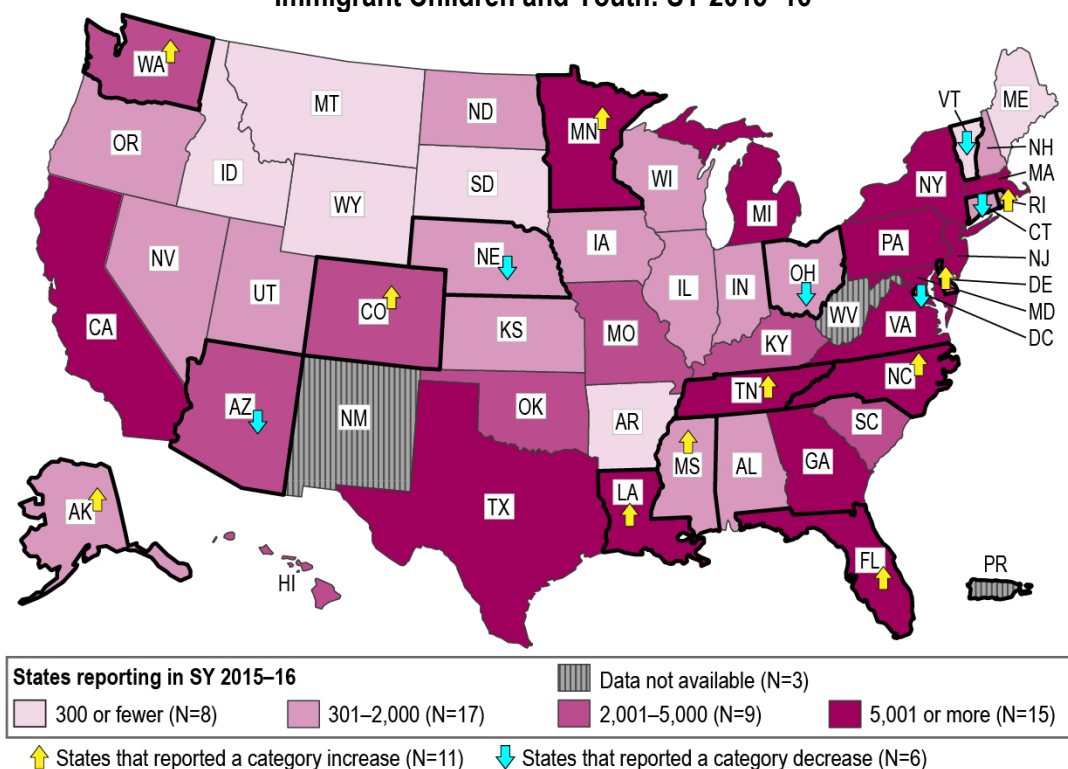 Immigrant Children and Youth: SY 2015–16
WA
MT
ND
MN
VT
ME
OR
ID
SD
WI
NH
MA
NY
WY
MI
RI
CT
NE
IA
PA
NJ
NV
UT
CO
IL
IN
OH
DE
MD
DC
WV
VA
CA
KS
MO
KY
AZ
NM
OK
AR
TN
NC
SC
MS
AL
GA
LA
TX
AK
HI
FL
PR
States reporting in SY 2015–16
Data not available (N=3)
300 or fewer (N=8)
301–2,000 (N=17)
2,001–5,000 (N=9)
5,001 or more (N=15)
States that reported a category increase (N=11)
States that reported a category decrease (N=6)